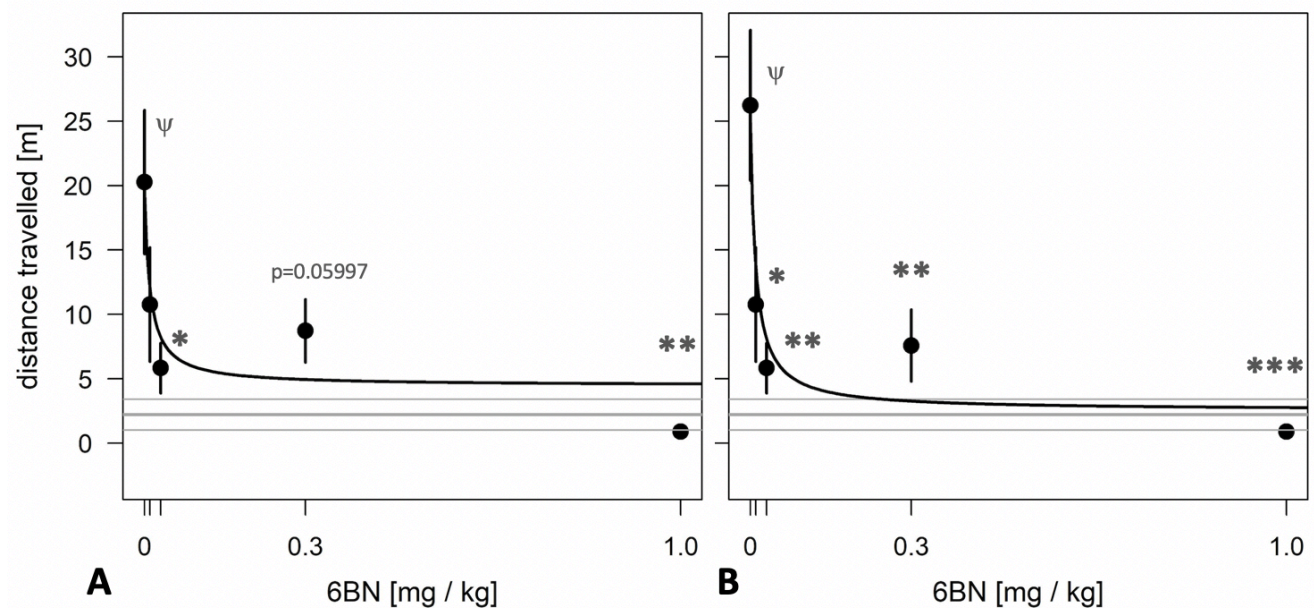 distance travelled [m]
30
25
20
15
10
5
0
ψ
*
p=0.05997
**
0
0.3
1.0
6BN [mg / kg]
A
ψ
*
**
**
***
0
0.3
1.0
6BN [mg / kg]
B